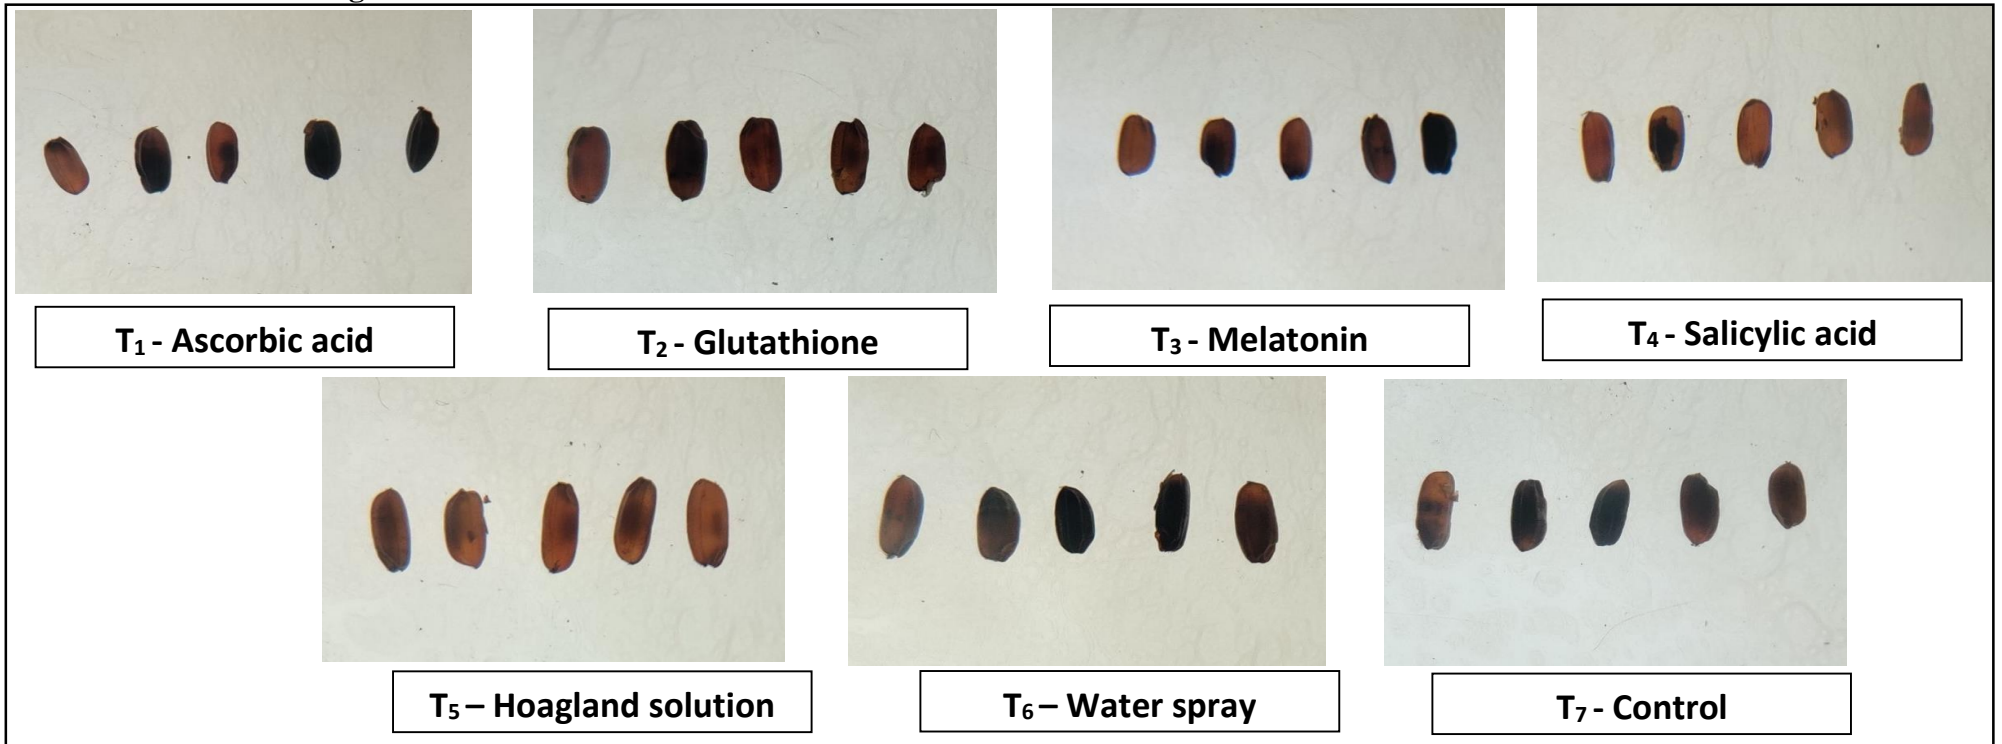 T₁ - Ascorbic acid
T₂ - Glutathione
T₃ - Melatonin
T₄ - Salicylic acid
T₅ – Hoagland solution
T₆ – Water spray
T₇ - Control